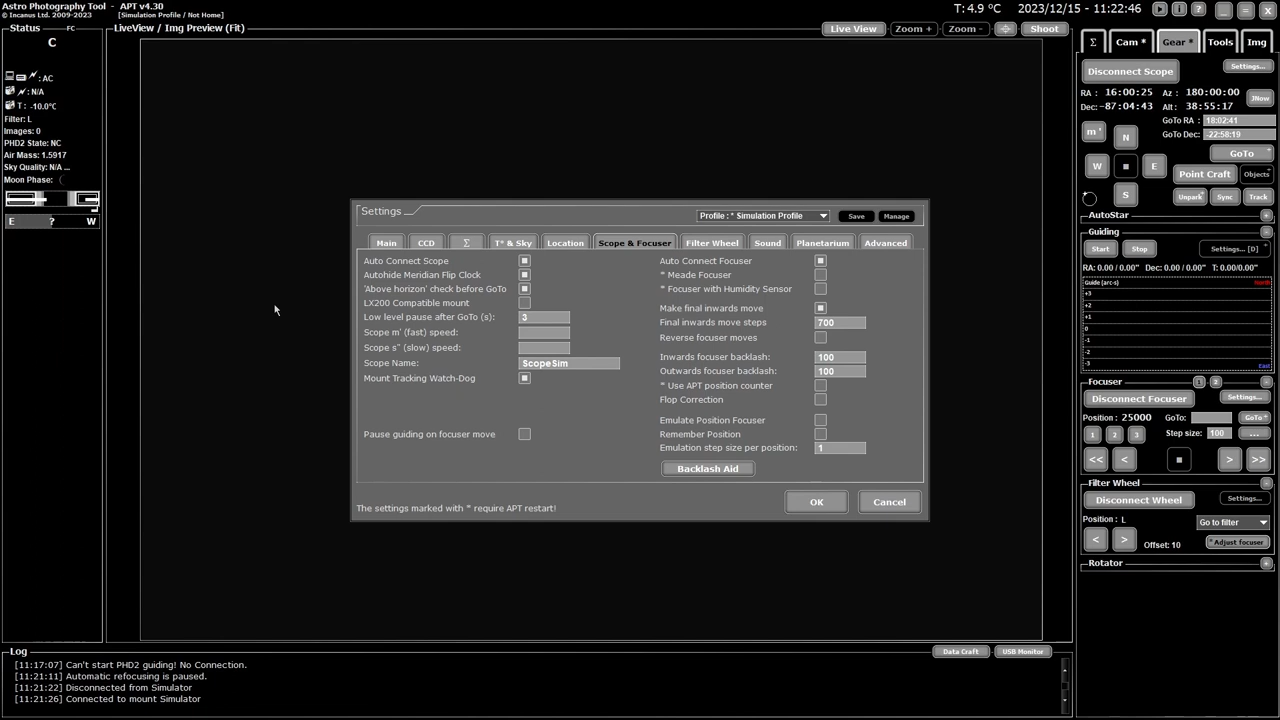 Astro Photography Tool - APT v4.30
© Incanus Ltd. 2009-2023 [Simulation Profile / Not Home]
T: 4.9 °C 2023/12/15 - 11:22:46
Status FC
C
: AC
: N/A
T : -10.0°C
Filter: L
Images: 0
PHD2 State: NC
Air Mass: 1.5917
Sky Quality: N/A ...
Moon Phase:
E ? W
LiveView / Img Preview (Fit)
Live View Zoom + Zoom - Shoot
Settings
Profile : * Simulation Profile Save Manage
Main CCD Σ T° & Sky Location Scope & Focuser Filter Wheel Sound Planetarium Advanced
Auto Connect Scope
Autohide Meridian Flip Clock
'Above horizon' check before GoTo
LX200 Compatible mount
Low level pause after GoTo (s): 3
Scope m' (fast) speed:
Scope s" (slow) speed:
Scope Name: ScopeSim
Mount Tracking Watch-Dog
Pause guiding on focuser move
Auto Connect Focuser
* Meade Focuser
* Focuser with Humidity Sensor
Make final inwards move
Final inwards move steps 700
Reverse focuser moves
Inwards focuser backlash: 100
Outwards focuser backlash: 100
* Use APT position counter
Flop Correction
Emulate Position Focuser
Remember Position
Emulation step size per position: 1
Backlash Aid
The settings marked with * require APT restart!
OK Cancel
Σ Cam * Gear * Tools Img
Disconnect Scope Settings...
RA : 16:00:25 Az : 180:00:00
Dec: -87:04:43 Alt : 38:55:17
JNow
GoTo RA : 18:02:41
GoTo Dec: -22:58:19
m '
N
GoTo
W E
Point Craft Objects
S
Unpark Sync Track
AutoStar
Guiding
Start Stop Settings... [D]
RA: 0.00 / 0.00" Dec: 0.00 / 0.00" T: 0.00/0.00"
Guide (arc-s) North
+3
+2
+1
0
-1
-2
-3
East
Focuser 1 2
Disconnect Focuser Settings...
Position : 25000 GoTo: GoTo
1 2 3 Step size: 100 ...
<< < > >>
Filter Wheel
Disconnect Wheel Settings...
Position : L Go to filter
< > Offset: 10 * Adjust focuser
Rotator
Log
Data Craft USB Monitor
[11:17:07] Can't start PHD2 guiding! No Connection.
[11:21:11] Automatic refocusing is paused.
[11:21:22] Disconnected from Simulator
[11:21:26] Connected to mount Simulator